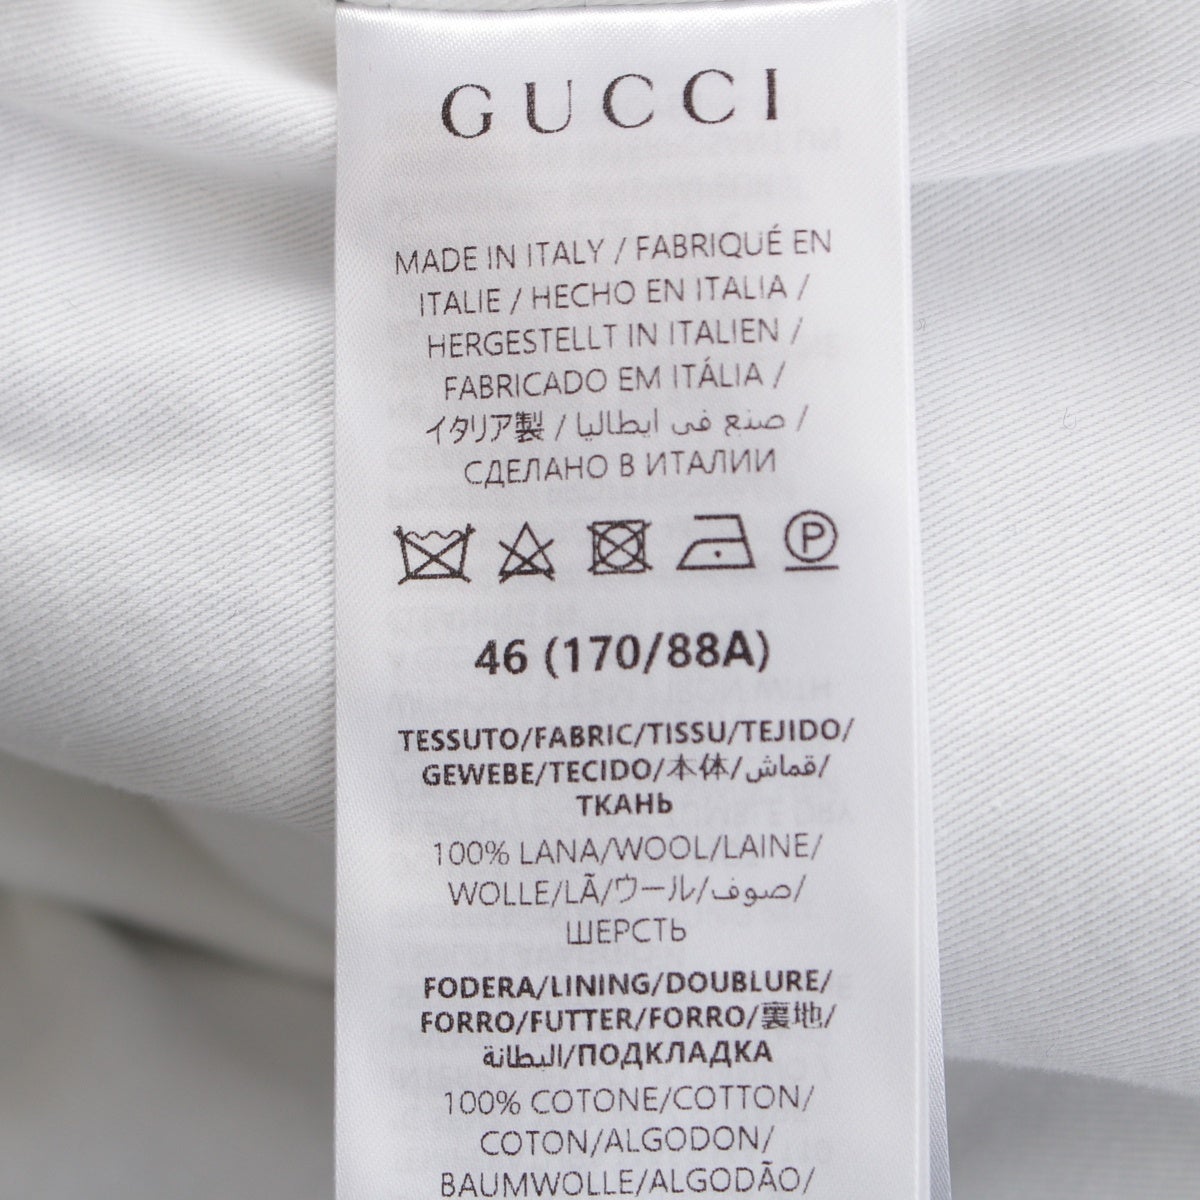 GUCCI
MADE IN ITALY / FABRIQUÉ EN
ITALIE / HECHO EN ITALIA /
HERGESTELLT IN ITALIEN /
FABRICADO EM ITÁLIA /
イタリア製 / صنع في ايطاليا /
СДЕЛАНО В ИТАЛИИ
P
46 (170/88A)
TESSUTO/FABRIC/TISSU/TEJIDO/
GEWEBE/TECIDO/本体/قماش/
ТКАНЬ
100% LANA/WOOL/LAINE/
WOLLE/LÃ/ウール/صوف/
ШЕРСТЬ
FODERA/LINING/DOUBLURE/
FORRO/FUTTER/FORRO/裏地/
البطانة/ПОДКЛАДКА
100% COTONE/COTTON/
COTON/ALGODON/
BAUMWOLLE/ALGODÃO/